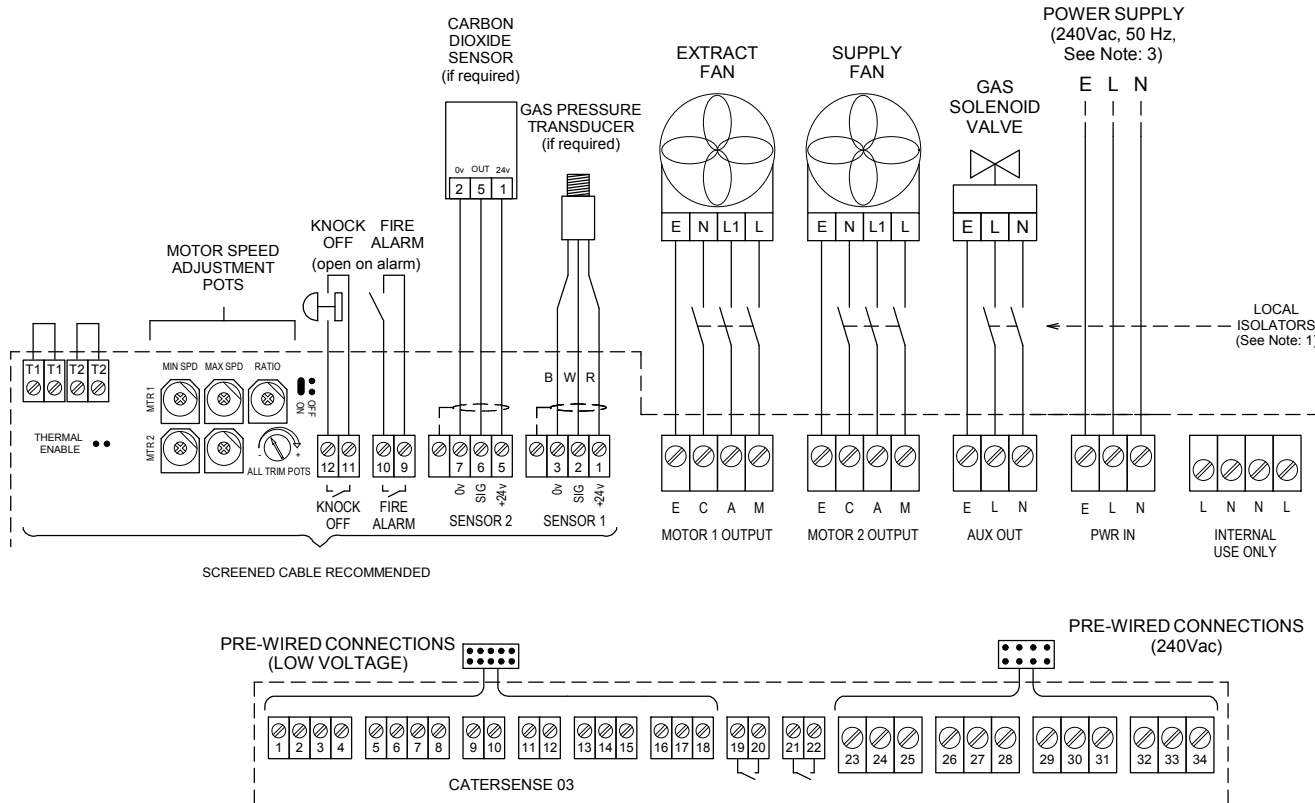 CARBON
DIOXIDE
SENSOR
(if required)
GAS PRESSURE
TRANSDUCER
(if required)
EXTRACT
FAN
SUPPLY
FAN
GAS
SOLENOID
VALVE
POWER SUPPLY
(240Vac, 50 Hz,
See Note: 3)
E L N
0v OUT 24v
2 5 1
E N L1 L
E N L1 L
E L N
MOTOR SPEED
ADJUSTMENT
POTS
KNOCK
OFF
FIRE
ALARM
(open on alarm)
LOCAL
ISOLATORS
(See Note: 1)
T1 T1 T2 T2
MIN SPD MAX SPD RATIO
MTR 1
ON OFF
B W R
THERMAL
ENABLE
MTR 2
- +
ALL TRIM POTS
12 11
10 9
7 6 5
3 2 1
KNOCK
OFF
FIRE
ALARM
0v SIG +24v
SENSOR 2
0v SIG +24v
SENSOR 1
E C A M
MOTOR 1 OUTPUT
E C A M
MOTOR 2 OUTPUT
E L N
AUX OUT
E L N
PWR IN
L N N L
INTERNAL
USE ONLY
SCREENED CABLE RECOMMENDED
PRE-WIRED CONNECTIONS
(LOW VOLTAGE)
PRE-WIRED CONNECTIONS
(240Vac)
1 2 3 4 5 6 7 8 9 10 11 12 13 14 15 16 17 18 19 20 21 22 23 24 25 26 27 28 29 30 31 32 33 34
CATERSENSE 03